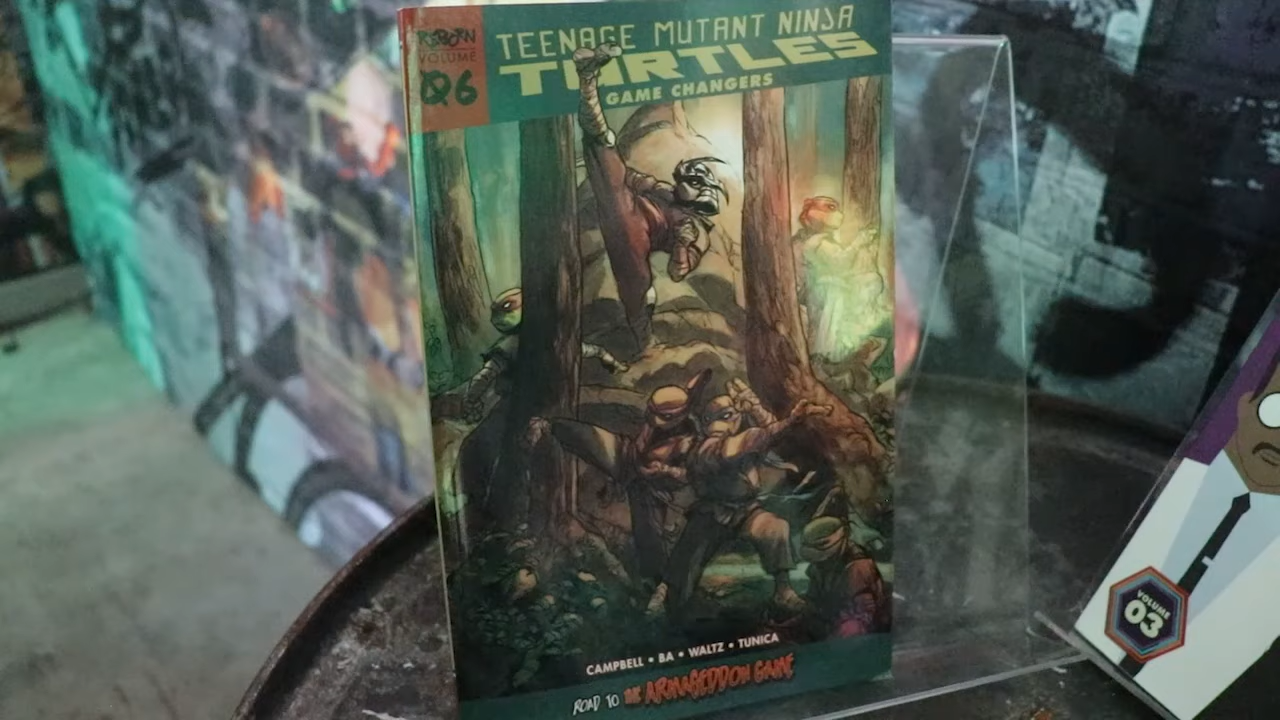 REBORN
VOLUME
06
TEENAGE MUTANT NINJA
TURTLES
GAME CHANGERS
CAMPBELL • BA • WALTZ • TUNICA
ROAD TO THE ARMAGEDDON GAME
VOLUME
03